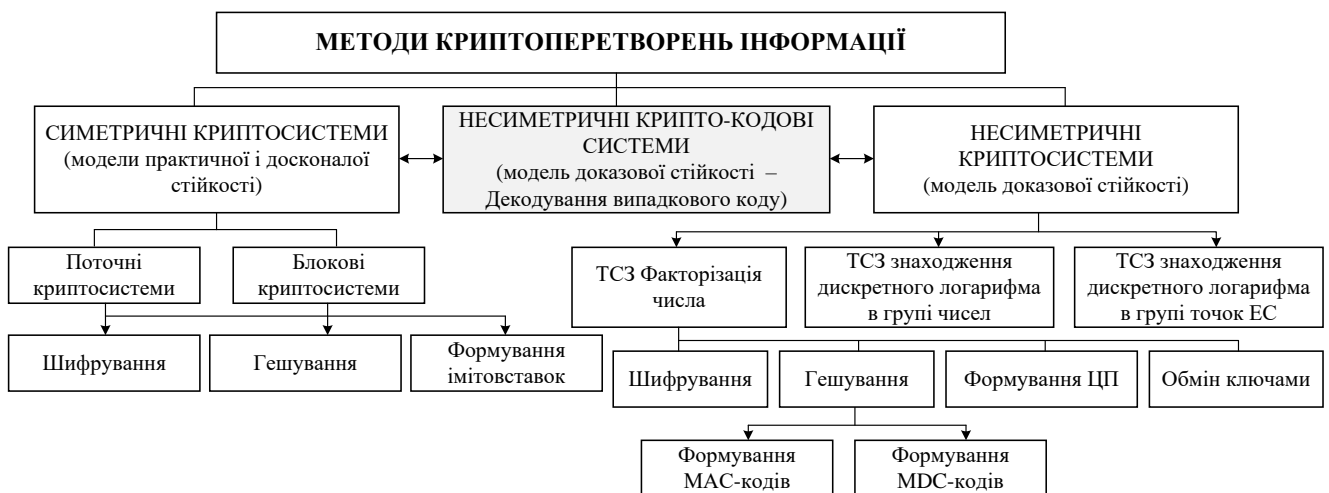 МЕТОДИ КРИПТОПЕРЕТВОРЕНЬ ІНФОРМАЦІЇ
СИМЕТРИЧНІ КРИПТОСИСТЕМИ
(модели практичної і досконалої
стійкості)
НЕСИМЕТРИЧНІ КРИПТО-КОДОВІ
СИСТЕМИ
(модель доказової стійкості –
Декодування випадкового коду)
НЕСИМЕТРИЧНІ
КРИПТОСИСТЕМИ
(модель доказової стійкості)
Поточні
криптосистеми
Блокові
криптосистеми
ТСЗ Факторізація
числа
ТСЗ знаходження
дискретного логарифма
в групі чисел
ТСЗ знаходження
дискретного логарифма
в групі точок ЕС
Шифрування
Гешування
Формування
імітовставок
Шифрування
Гешування
Формування ЦП
Обмін ключами
Формування
МАС-кодів
Формування
MDC-кодів